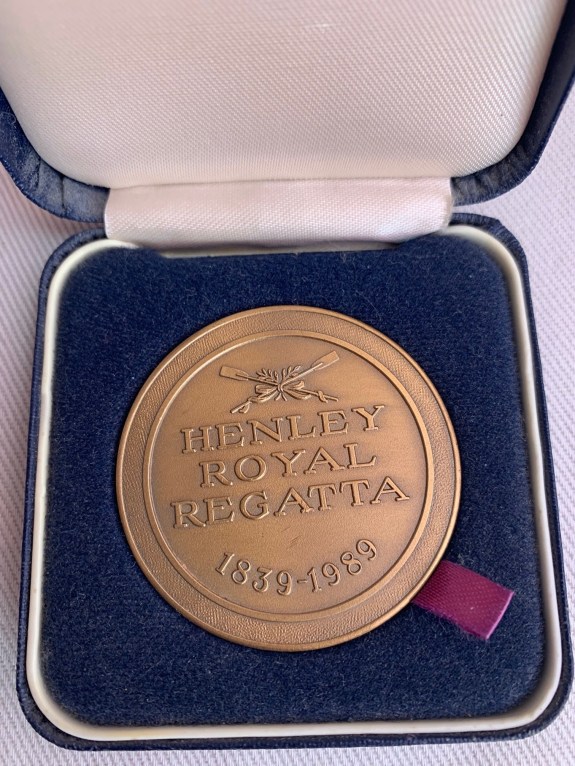 HENLEY
ROYAL
REGATTA
1839-1989